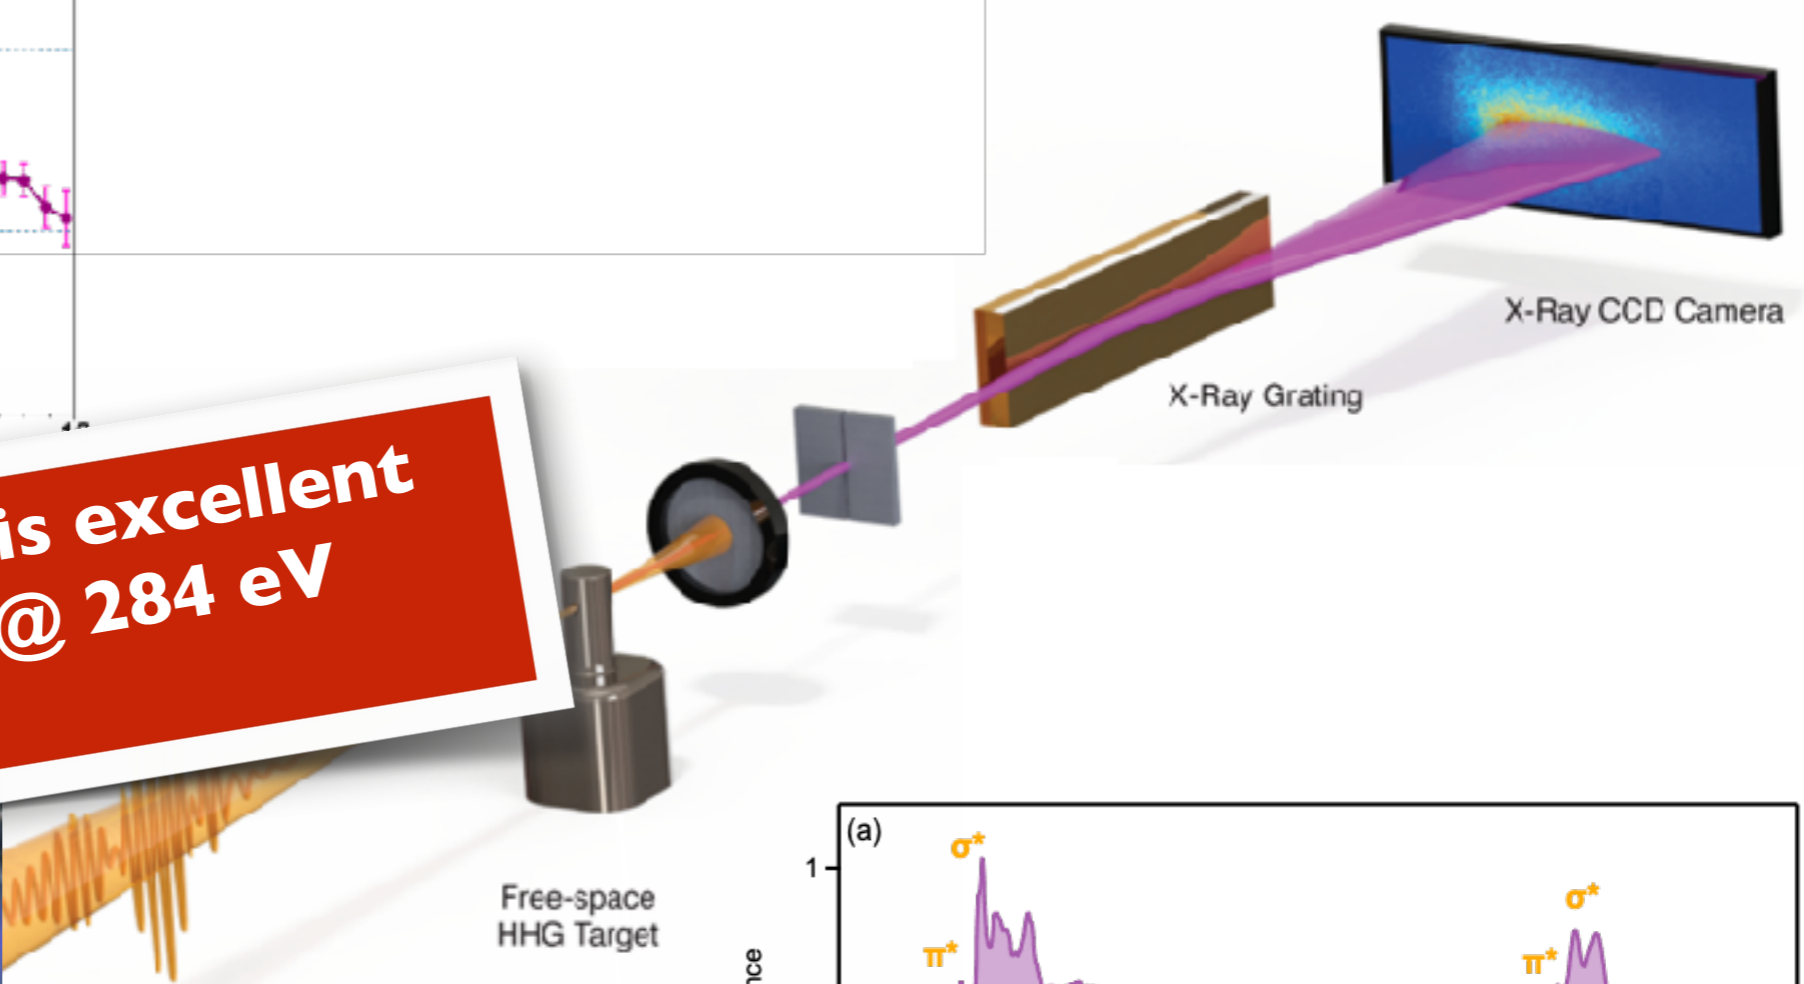 X-Ray CCD Camera
X-Ray Grating
is excellent
@ 284 eV
Free-space
HHG Target
(a)
1
σ*
π*
σ*
π*